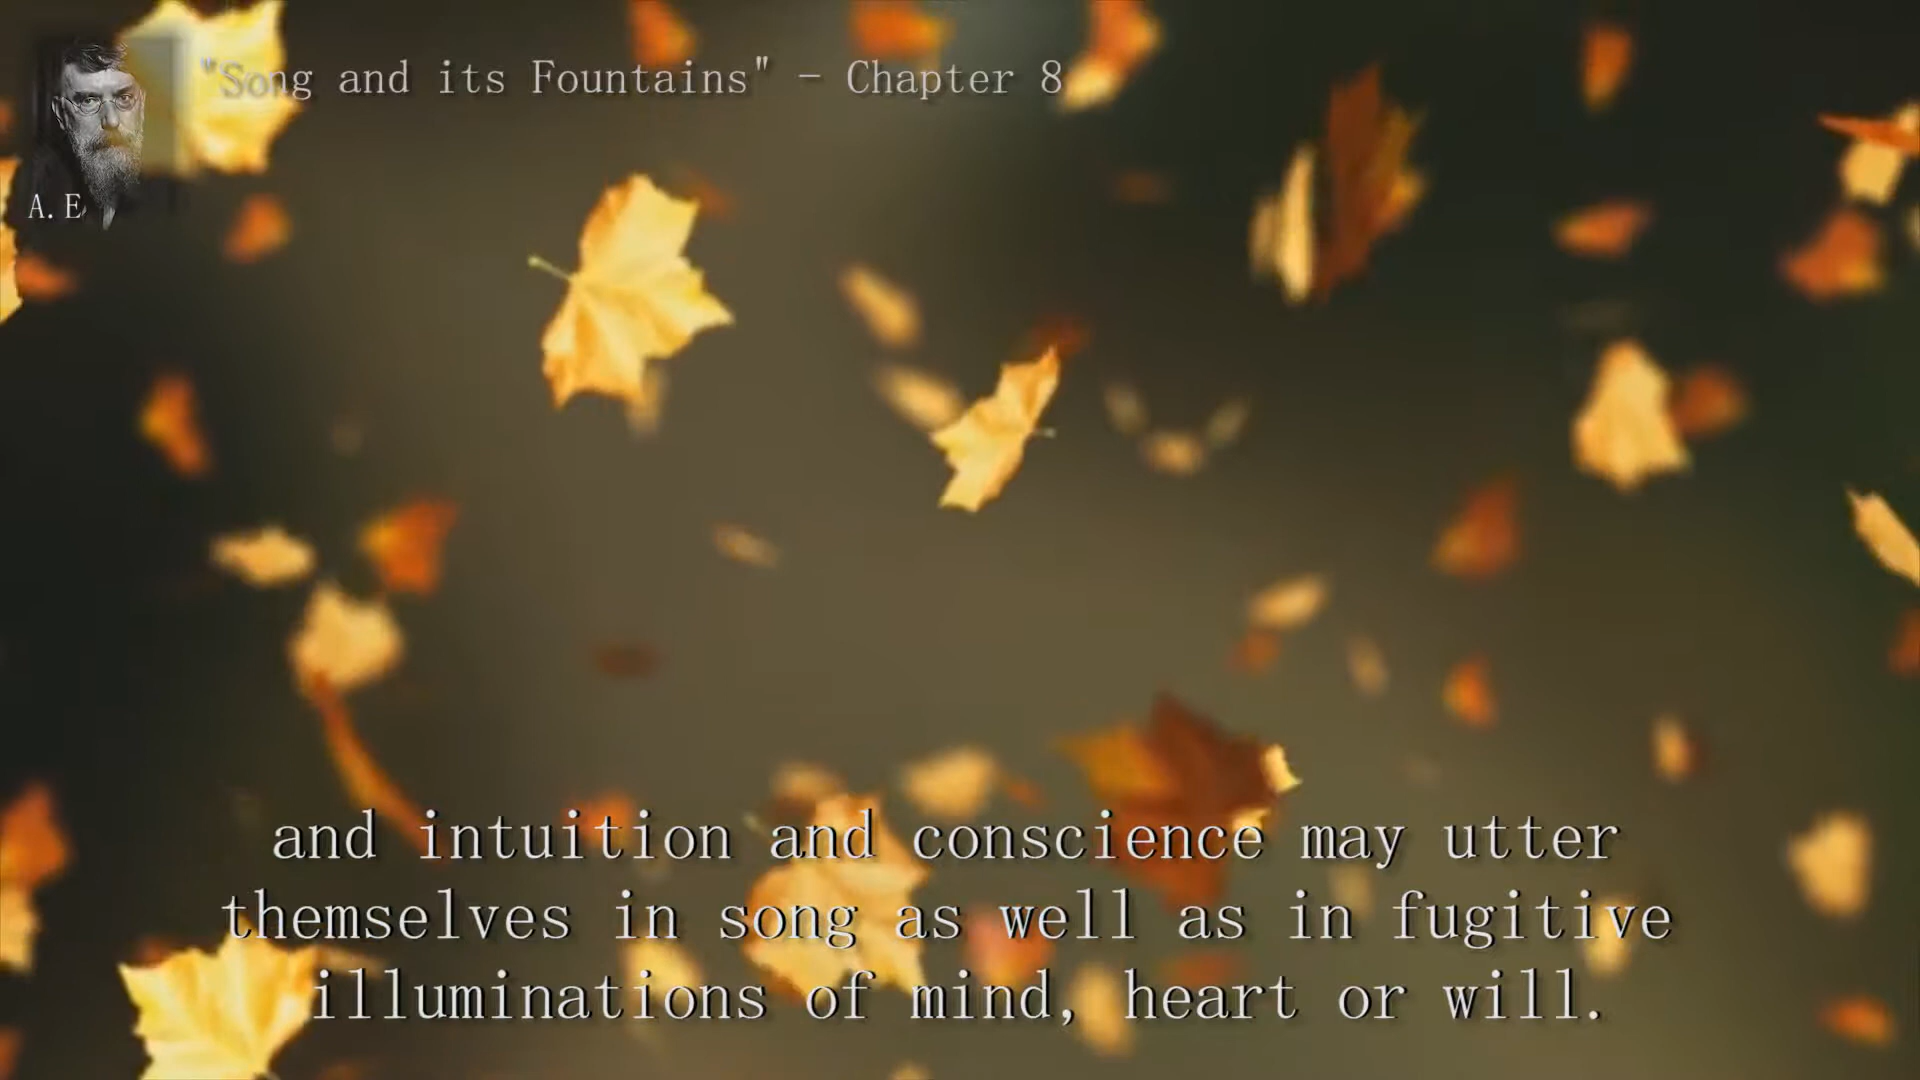 "Song and its Fountains" - Chapter 8
A.E
and intuition and conscience may utter
themselves in song as well as in fugitive
illuminations of mind, heart or will.